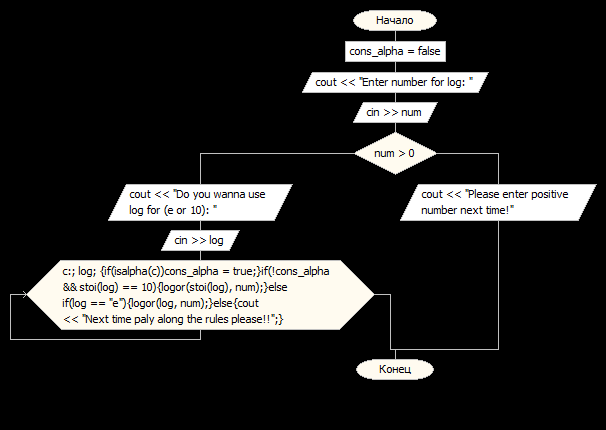 Начало
cons_alpha = false
cout << "Enter number for log: "
cin >> num
num > 0
cout << "Do you wanna use
log for (e or 10): "
cout << "Please enter positive
number next time!"
cin >> log
c:; log; {if(isalpha(c))cons_alpha = true;}if(!cons_alpha
&& stoi(log) == 10){logor(stoi(log), num);}else
if(log == "e"){logor(log, num);}else{cout
<< "Next time paly along the rules please!!";}
Конец